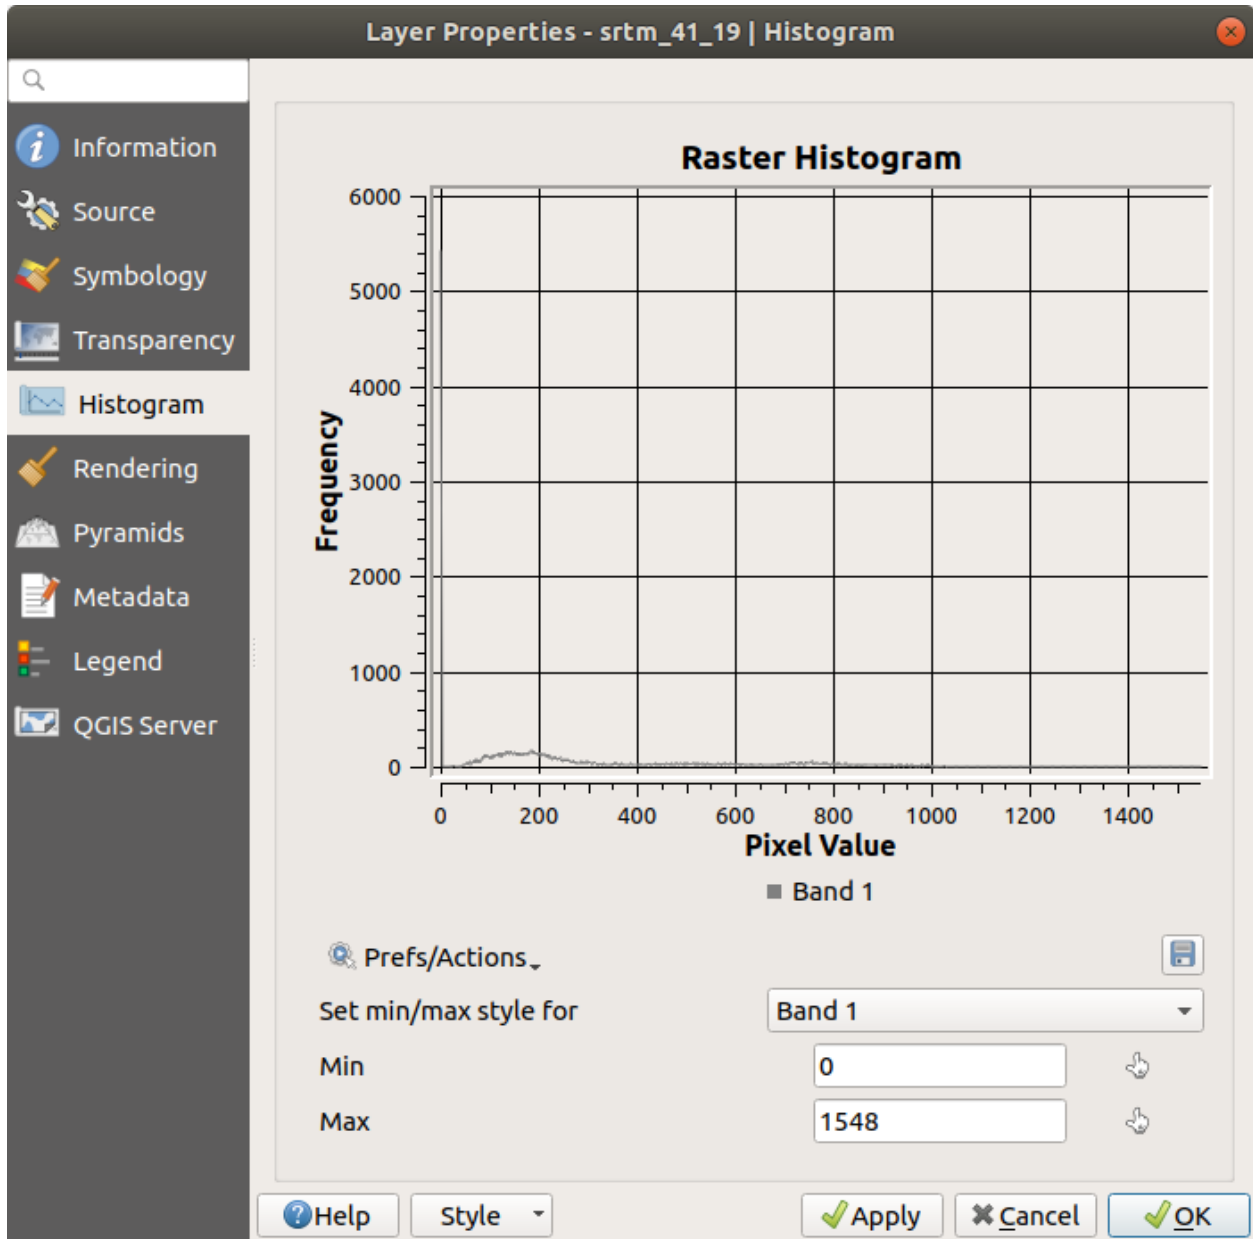 Layer Properties - srtm_41_19 | Histogram
Information
Source
Symbology
Transparency
Histogram
Rendering
Pyramids
Metadata
Legend
QGIS Server
Raster Histogram
6000
5000
4000
3000
2000
1000
0
Frequency
0 200 400 600 800 1000 1200 1400
Pixel Value
Band 1
Prefs/Actions
Set min/max style for Band 1
Min 0
Max 1548
Help Style Apply Cancel OK